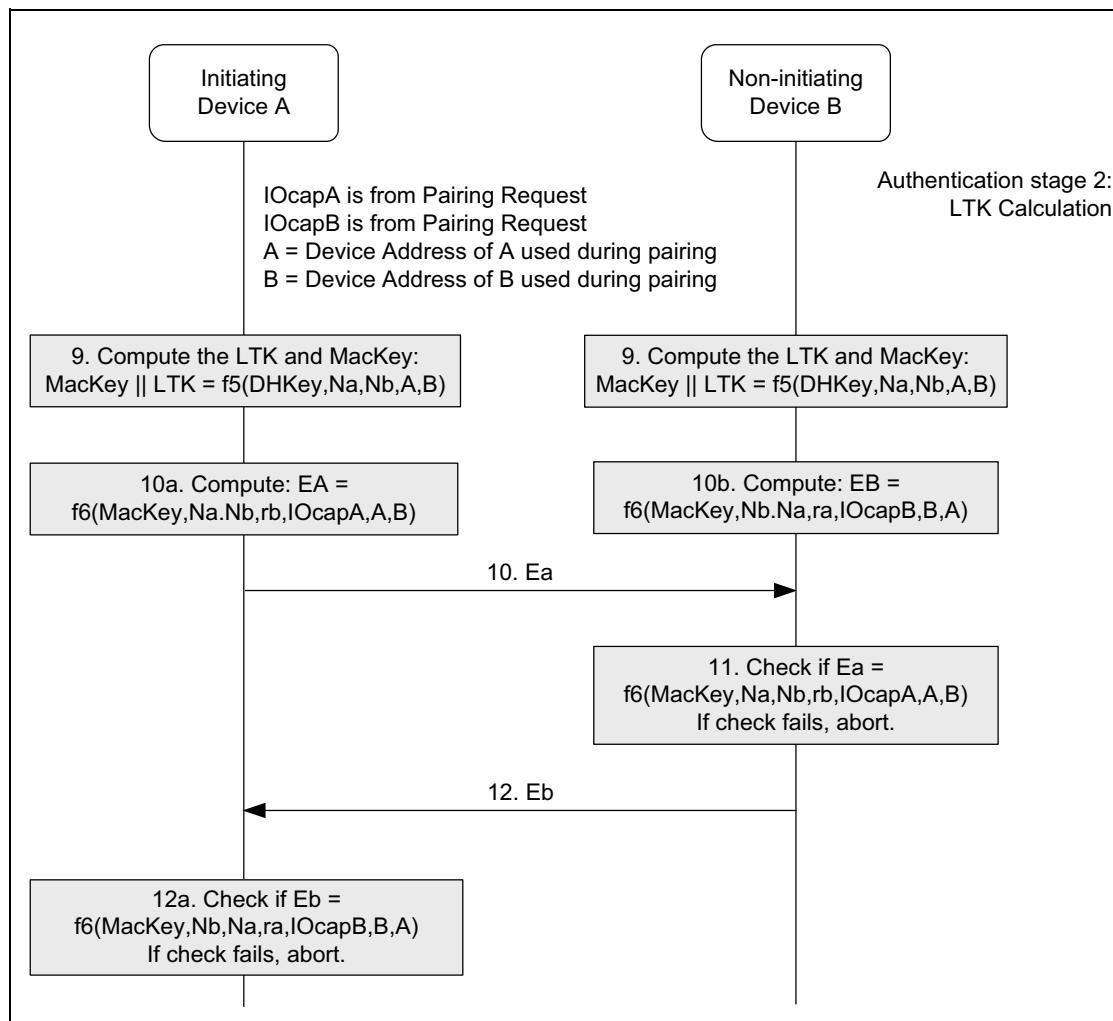 Initiating
Device A
Non-initiating
Device B
Authentication stage 2:
LTK Calculation
IOcapA is from Pairing Request
IOcapB is from Pairing Request
A = Device Address of A used during pairing
B = Device Address of B used during pairing
9. Compute the LTK and MacKey:
MacKey || LTK = f5(DHKey,Na,Nb,A,B)
9. Compute the LTK and MacKey:
MacKey || LTK = f5(DHKey,Na,Nb,A,B)
10a. Compute: EA =
f6(MacKey,Na.Nb,rb,IOcapA,A,B)
10b. Compute: EB =
f6(MacKey,Nb.Na,ra,IOcapB,B,A)
10. Ea
11. Check if Ea =
f6(MacKey,Na,Nb,rb,IOcapA,A,B)
If check fails, abort.
12. Eb
12a. Check if Eb =
f6(MacKey,Nb,Na,ra,IOcapB,B,A)
If check fails, abort.